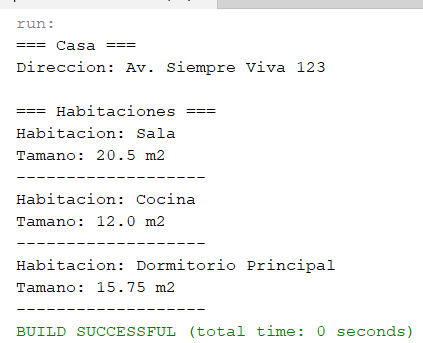 run:
=== Casa ===
Direccion: Av. Siempre Viva 123
=== Habitaciones ===
Habitacion: Sala
Tamano: 20.5 m2
-------------------
Habitacion: Cocina
Tamano: 12.0 m2
-------------------
Habitacion: Dormitorio Principal
Tamano: 15.75 m2
-------------------
BUILD SUCCESSFUL (total time: 0 seconds)